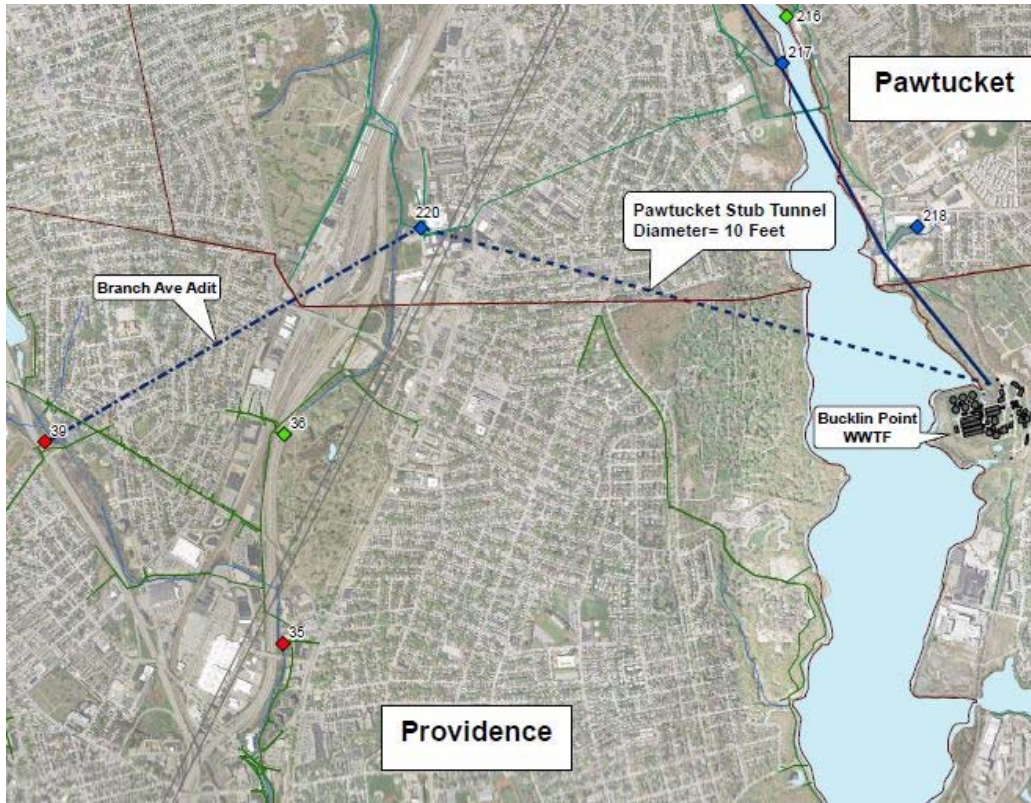 216
217
Pawtucket
218
220
Pawtucket Stub Tunnel
Diameter= 10 Feet
Branch Ave Adit
36
39
Bucklin Point
WWTF
35
Providence